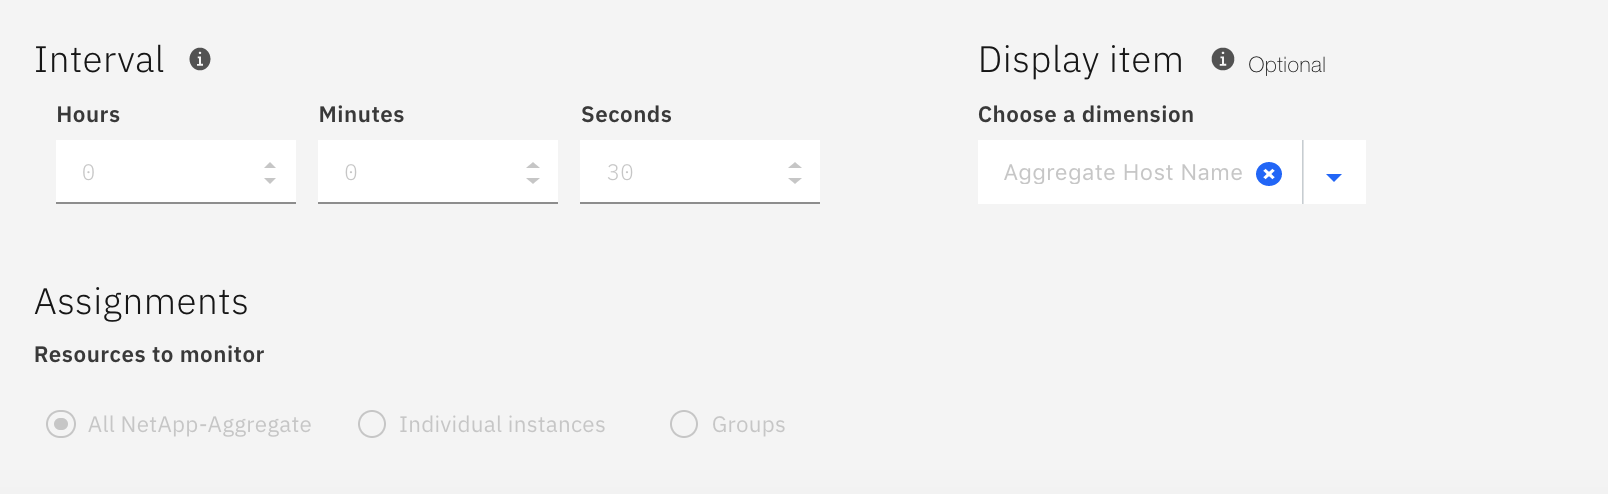 Interval
Display item Optional
Hours
Minutes
Seconds
Choose a dimension
0
0
30
Aggregate Host Name
Assignments
Resources to monitor
All NetApp-Aggregate
Individual instances
Groups